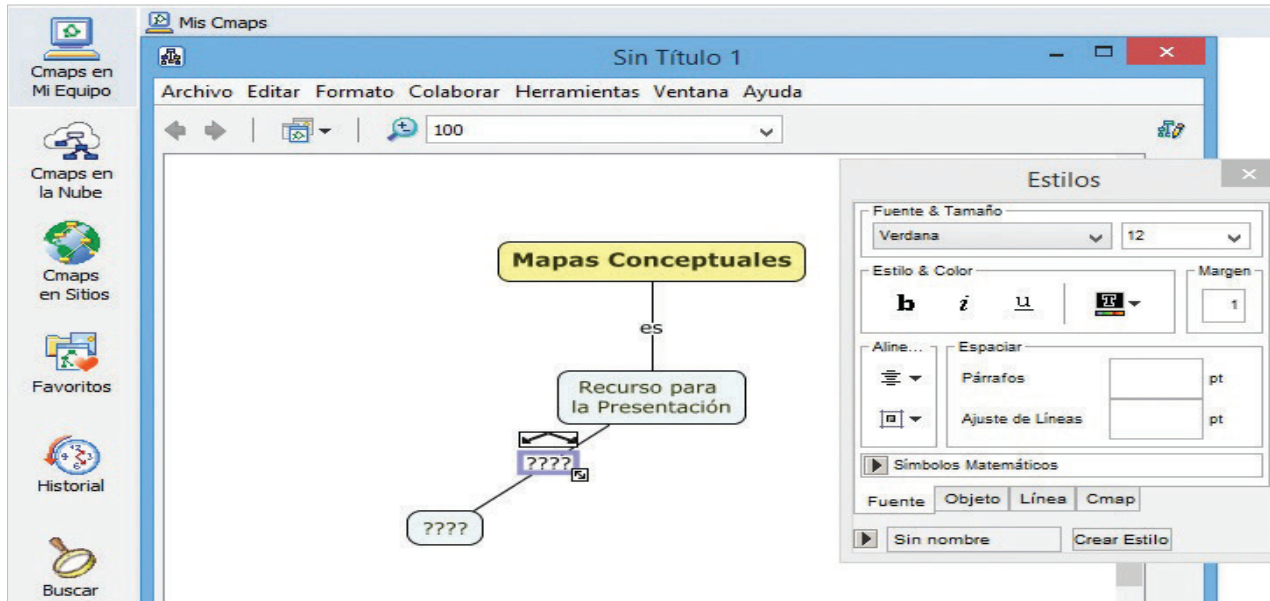 Mis Cmaps
Cmaps en
Mi Equipo
Cmaps en
la Nube
Cmaps
en Sitios
Favoritos
Historial
Buscar
Sin Título 1
Archivo Editar Formato Colaborar Herramientas Ventana Ayuda
100
Mapas Conceptuales
es
Recurso para
la Presentación
????
????
Estilos
Fuente & Tamaño
Verdana 12
Estilo & Color Margen
b i u T 1
Aline... Espaciar
Párrafos pt
Ajuste de Líneas pt
Símbolos Matemáticos
Fuente Objeto Línea Cmap
Sin nombre Crear Estilo